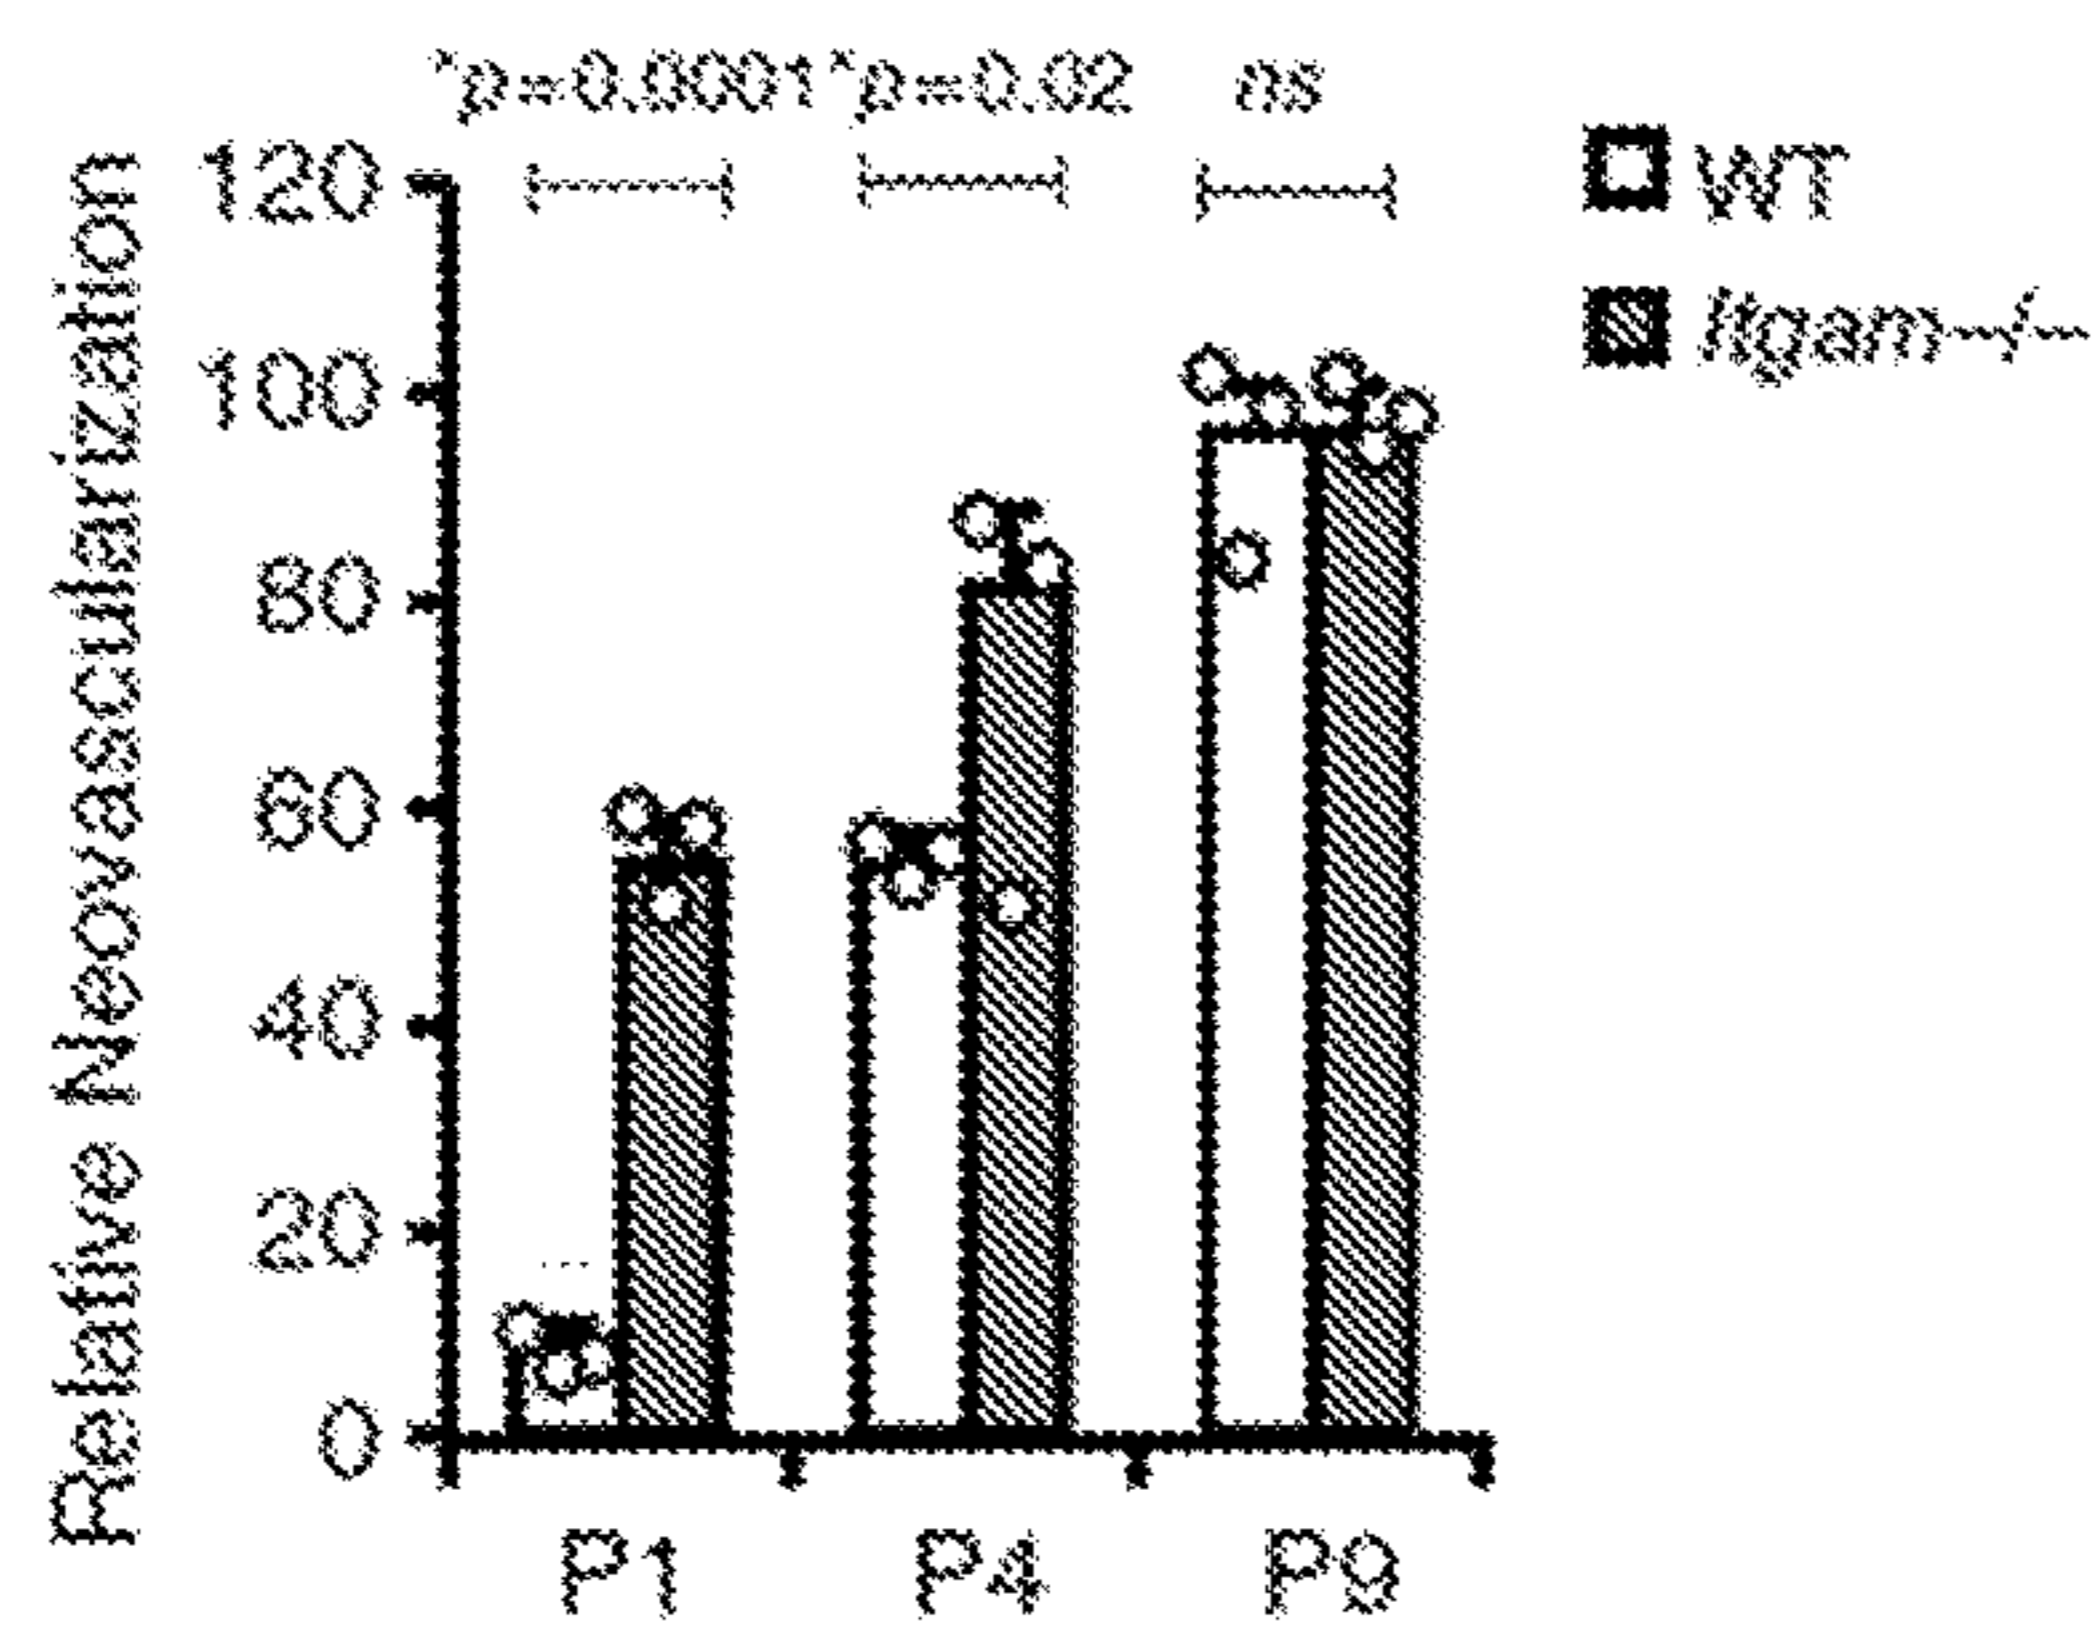 *p=0.0001 *p=0.02 ns
WT
Itgam-/-
Relative Neovascularization
120
100
80
60
40
20
0
P1 P4 P9